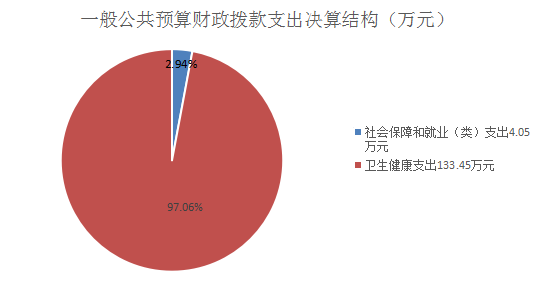 一般公共预算财政拨款支出决算结构（万元）
2.94%
97.06%
社会保障和就业（类）支出4.05
万元
卫生健康支出133.45万元